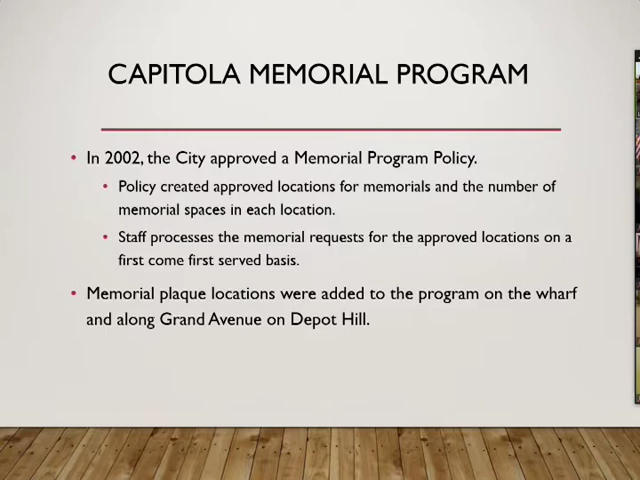 CAPITOLA MEMORIAL PROGRAM
• In 2002, the City approved a Memorial Program Policy.
• Policy created approved locations for memorials and the number of
memorial spaces in each location.
• Staff processes the memorial requests for the approved locations on a
first come first served basis.
• Memorial plaque locations were added to the program on the wharf
and along Grand Avenue on Depot Hill.